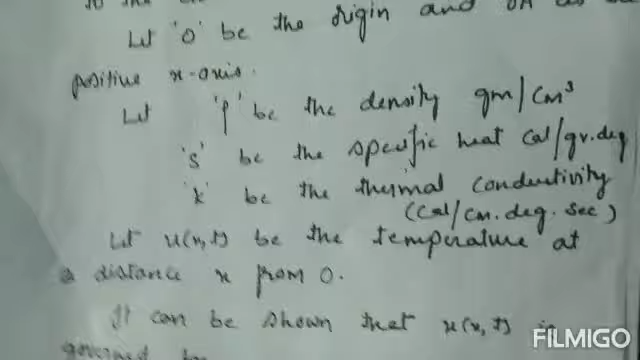 Let 'O' be the origin and OA as
positive x-axis.
Let 'ρ' be the density gm/cm³
's' be the specific heat cal/gr.deg
'k' be the thermal conductivity
(cal/cm.deg.sec)
Let u(x,t) be the temperature at
a distance x from O.
It can be shown that u(x,t) is
governed by
FILMIGO